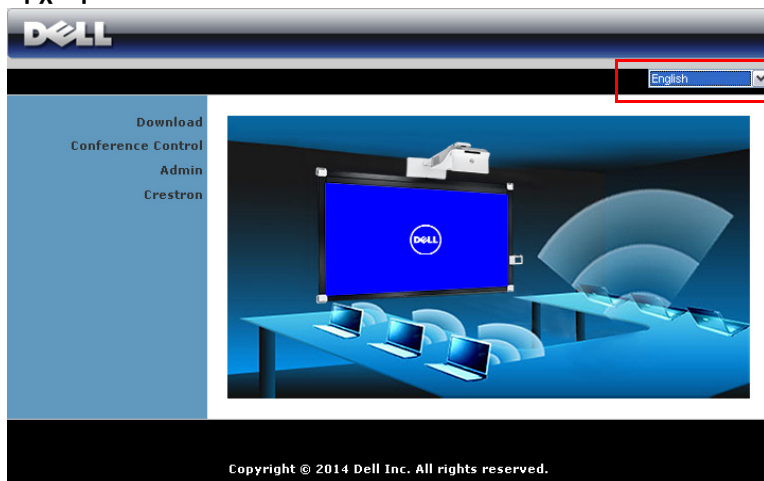 DELL
English
Download
Conference Control
Admin
Crestron
DELL
Copyright © 2014 Dell Inc. All rights reserved.